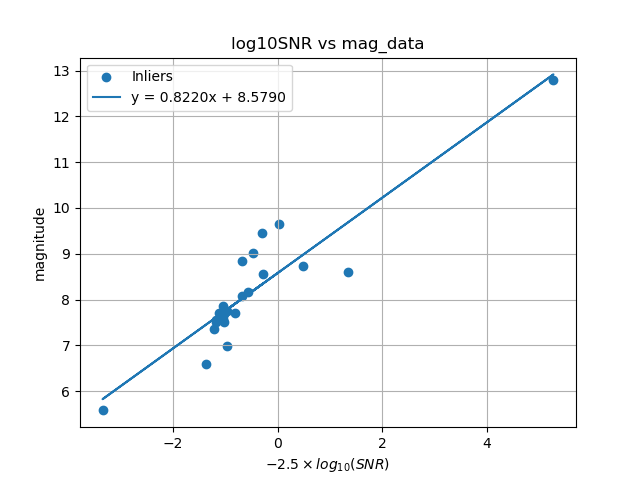 log10SNR vs mag_data
Inliers
y = 0.8220x + 8.5790
13
12
11
10
9
8
7
6
magnitude
−2
0
2
4
−2.5 × log₁₀(SNR)